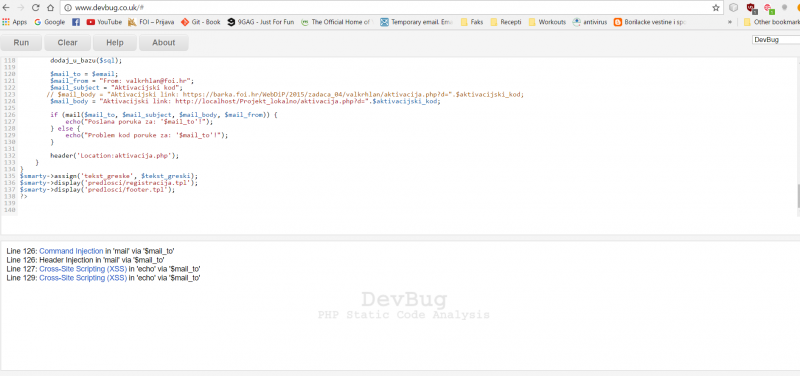 www.devbug.co.uk/#
Apps Google Facebook YouTube FOI – Prijava Git - Book 9GAG - Just For Fun The Official Home of Temporary email. Eme Faks Recepti Workouts antivirus Borilacke vestine i sp Other bookmar
Run Clear Help About DevBug
118 dodaj_u_bazu($sql);
119
120 $mail_to = $email;
121 $mail_from = "From: valkrhlan@foi.hr";
122 $mail_subject = "Aktivacijski kod";
123 // $mail_body = "Aktivacijski link: https://barka.foi.hr/WebDiP/2015/zadaca_04/valkrhlan/aktivacija.php?d=".$aktivacijski_kod;
124 $mail_body = "Aktivacijski link: http://localhost/Projekt_lokalno/aktivacija.php?d=".$aktivacijski_kod;
125
126 if (mail($mail_to, $mail_subject, $mail_body, $mail_from)) {
127 echo("Poslana poruka za: '$mail_to'!");
128 } else {
129 echo("Problem kod poruke za: '$mail_to'!");
130 }
131
132 header('Location:aktivacija.php');
133 }
134 }
135 $smarty->assign('tekst_greske', $tekst_greski);
136 $smarty->display('predlosci/registracija.tpl');
137 $smarty->display('predlosci/footer.tpl');
138 ?>
139
140
Line 126: Command Injection in 'mail' via '$mail_to'
Line 126: Header Injection in 'mail' via '$mail_to'
Line 127: Cross-Site Scripting (XSS) in 'echo' via '$mail_to'
Line 129: Cross-Site Scripting (XSS) in 'echo' via '$mail_to'
DevBug
PHP Static Code Analysis